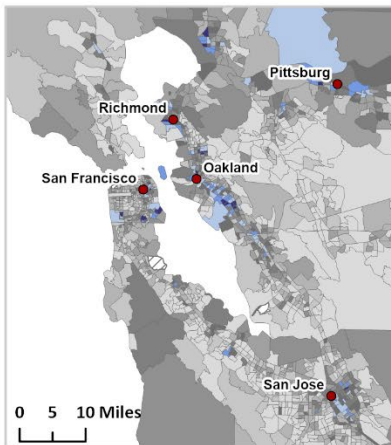 Pittsburg
Richmond
Oakland
San Francisco
San Jose
0 5 10 Miles